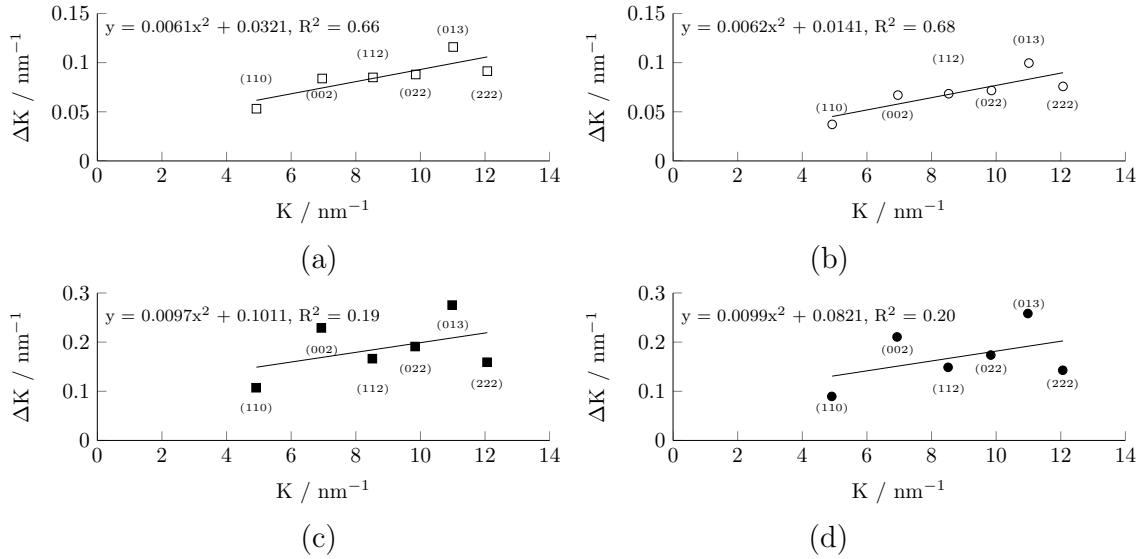 0.15
0.1
0.05
0
ΔK / nm⁻¹
y = 0.0061x² + 0.0321, R² = 0.66
(110)
(002)
(112)
(022)
(013)
(222)
0 2 4 6 8 10 12 14
K / nm⁻¹
(a)
0.15
0.1
0.05
0
ΔK / nm⁻¹
y = 0.0062x² + 0.0141, R² = 0.68
(110)
(002)
(112)
(022)
(013)
(222)
0 2 4 6 8 10 12 14
K / nm⁻¹
(b)
0.3
0.2
0.1
0
ΔK / nm⁻¹
y = 0.0097x² + 0.1011, R² = 0.19
(110)
(002)
(112)
(022)
(013)
(222)
0 2 4 6 8 10 12 14
K / nm⁻¹
(c)
0.3
0.2
0.1
0
ΔK / nm⁻¹
y = 0.0099x² + 0.0821, R² = 0.20
(110)
(002)
(112)
(022)
(013)
(222)
0 2 4 6 8 10 12 14
K / nm⁻¹
(d)